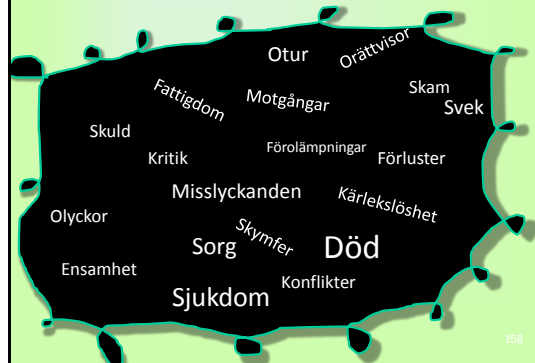 Otur
Orättvisor
Fattigdom
Motgångar
Skam
Svek
Skuld
Förolämpningar
Kritik
Förluster
Misslyckanden
Kärlekslöshet
Olyckor
Skymfer
Sorg
Död
Ensamhet
Konflikter
Sjukdom
158